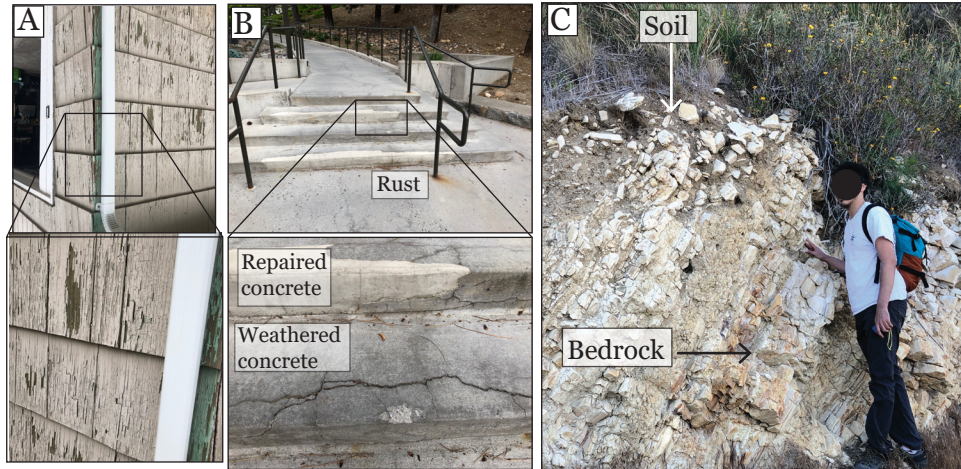 A
B
C
Soil
Rust
Repaired
concrete
Weathered
concrete
Bedrock